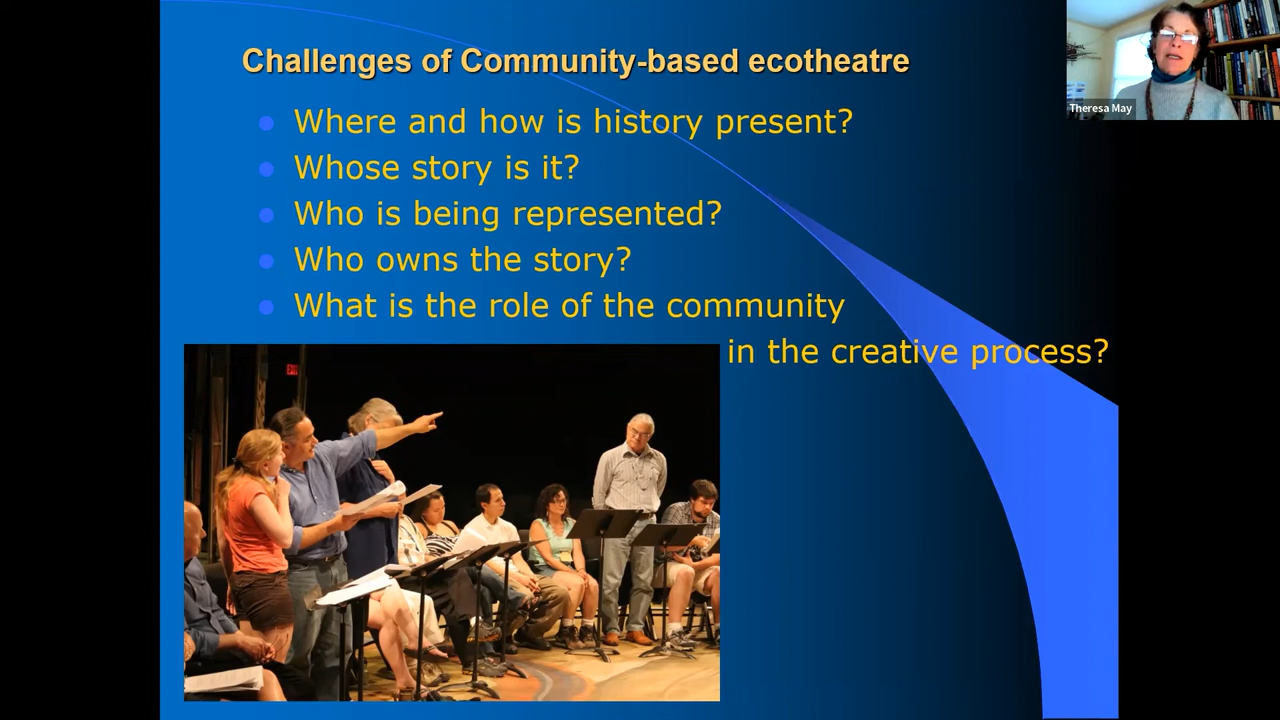 Challenges of Community-based ecotheatre
Where and how is history present?
Whose story is it?
Who is being represented?
Who owns the story?
What is the role of the community
in the creative process?
Theresa May
EXIT